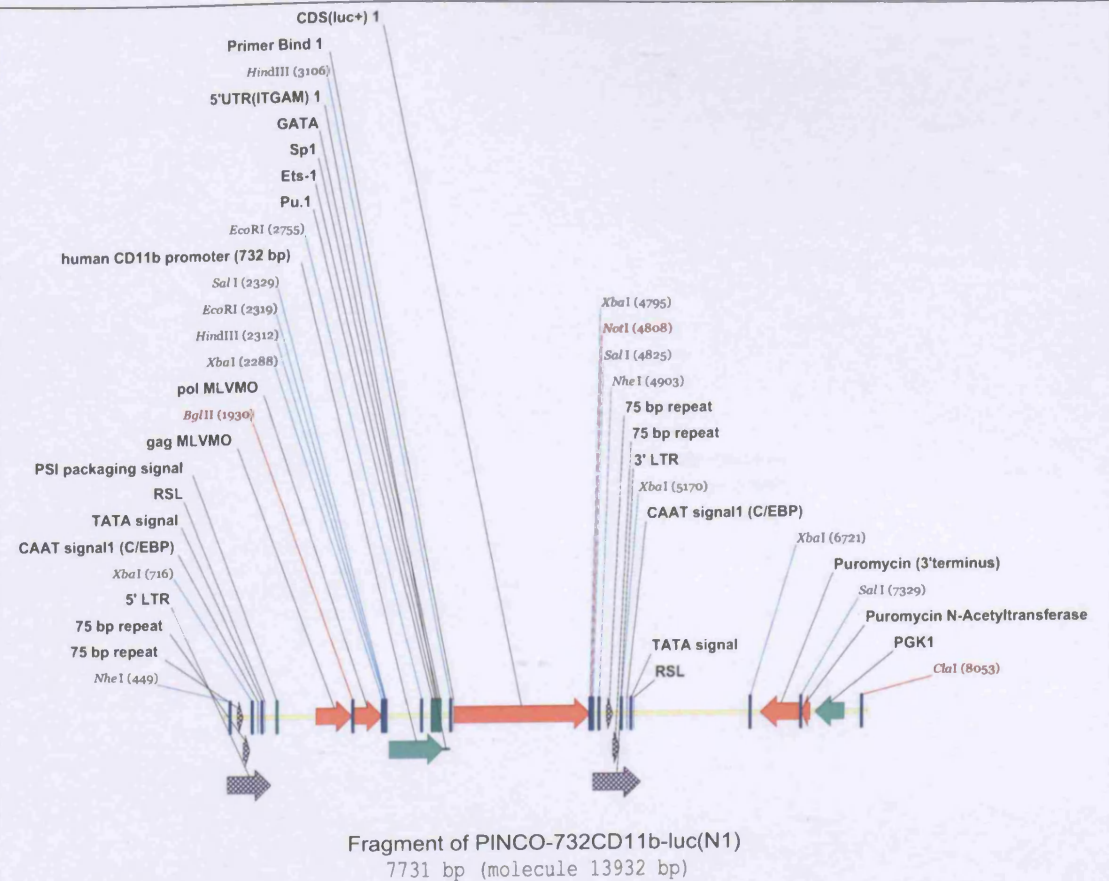 CDS(luc+) 1
Primer Bind 1
HindIII (3106)
5'UTR(ITGAM) 1
GATA
Sp1
Ets-1
Pu.1
EcoRI (2755)
human CD11b promoter (732 bp)
Sal I (2329)
EcoRI (2319)
HindIII (2312)
XbaI (2288)
pol MLVMO
BglII (1930)
gag MLVMO
PSI packaging signal
RSL
TATA signal
CAAT signal1 (C/EBP)
XbaI (716)
5' LTR
75 bp repeat
75 bp repeat
NheI (449)
XbaI (4795)
NotI (4808)
Sal I (4825)
NheI (4903)
75 bp repeat
75 bp repeat
3' LTR
XbaI (5170)
CAAT signal1 (C/EBP)
TATA signal
RSL
XbaI (6721)
Puromycin (3'terminus)
Sal I (7329)
Puromycin N-Acetyltransferase
PGK1
ClaI (8053)
Fragment of PINCO-732CD11b-luc(N1)
7731 bp (molecule 13932 bp)